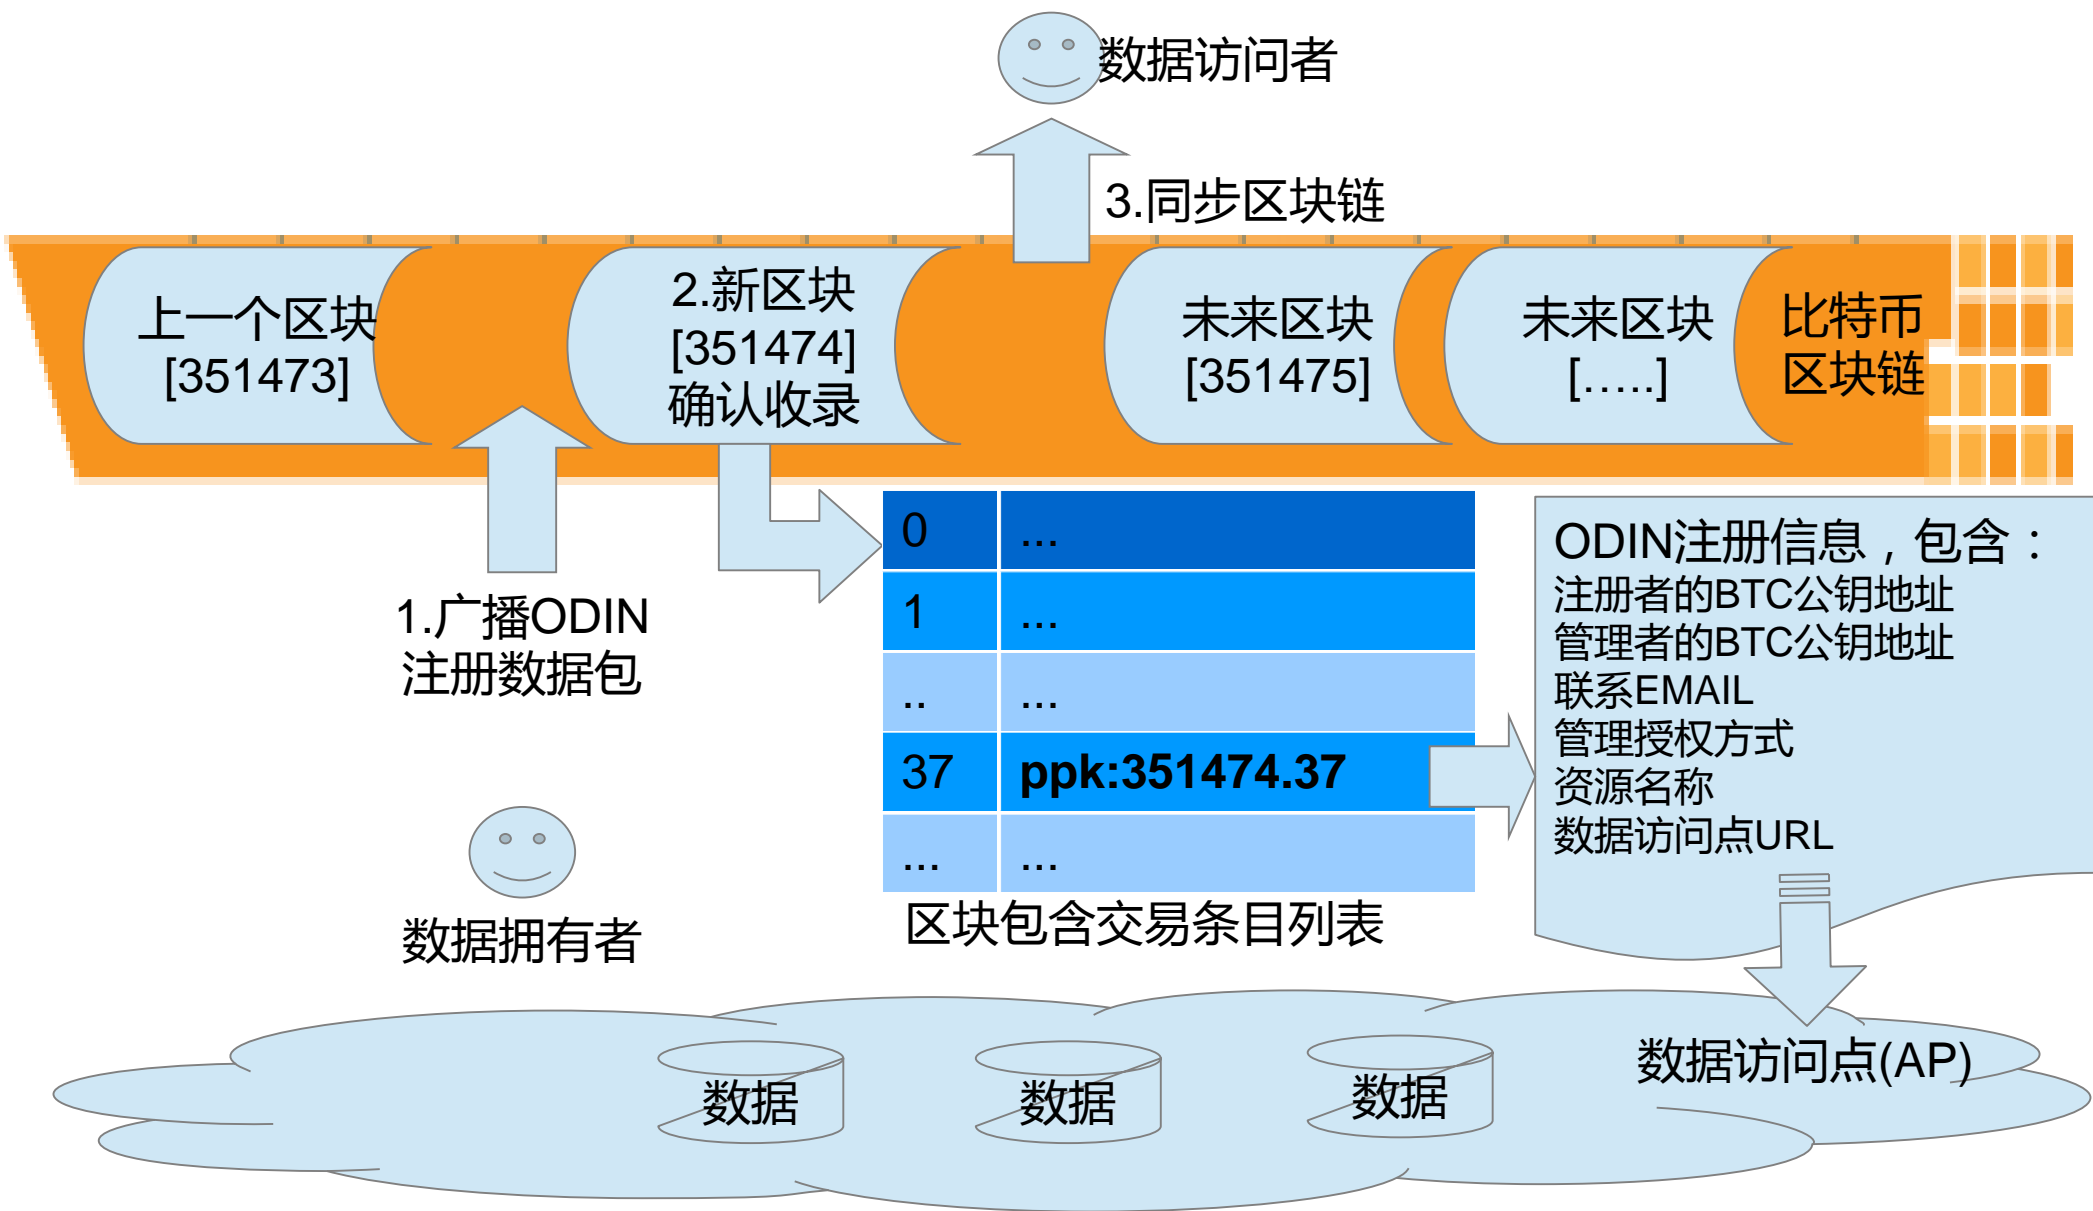 数据访问者
3.同步区块链
上一个区块
[351473]
2.新区块
[351474]
确认收录
未来区块
[351475]
未来区块
[…..]
比特币
区块链
1.广播ODIN
注册数据包
数据拥有者
0 ...
1 ...
.. ...
37 ppk:351474.37
... ...
区块包含交易条目列表
ODIN注册信息，包含：
注册者的BTC公钥地址
管理者的BTC公钥地址
联系EMAIL
管理授权方式
资源名称
数据访问点URL
数据访问点(AP)
数据
数据
数据